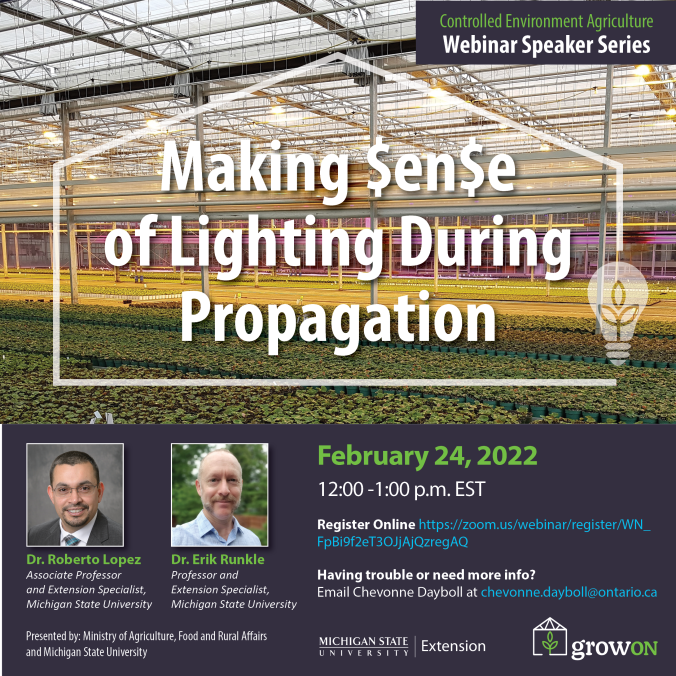 Controlled Environment Agriculture
Webinar Speaker Series
Making $en$e
of Lighting During
Propagation
Dr. Roberto Lopez
Associate Professor
and Extension Specialist,
Michigan State University
Dr. Erik Runkle
Professor and
Extension Specialist,
Michigan State University
Presented by: Ministry of Agriculture, Food and Rural Affairs
and Michigan State University
February 24, 2022
12:00 -1:00 p.m. EST
Register Online https://zoom.us/webinar/register/WN_
FpBi9f2eT3OJjAjQzregAQ
Having trouble or need more info?
Email Chevonne Dayboll at chevonne.dayboll@ontario.ca
MICHIGAN STATE
UNIVERSITY
Extension
growON